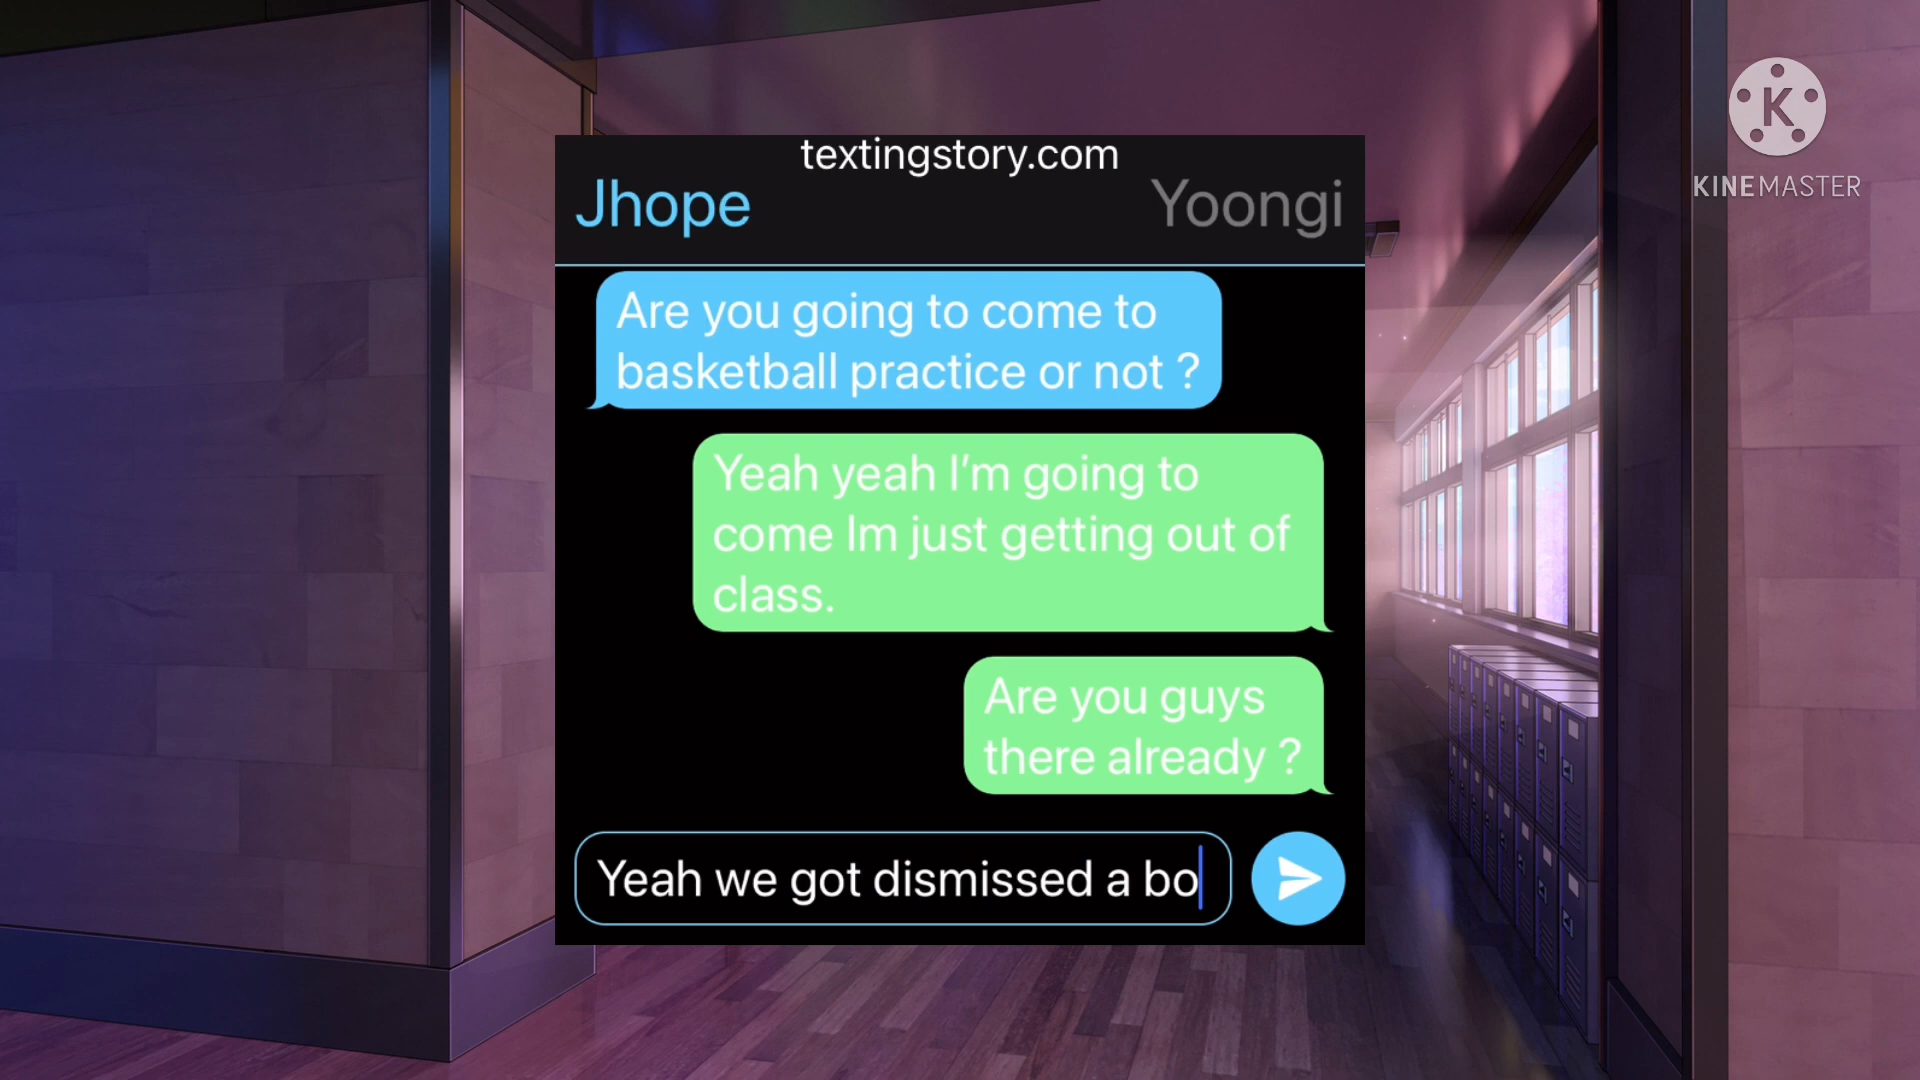 textingstory.com
Jhope
Yoongi
Are you going to come to
basketball practice or not ?
Yeah yeah I’m going to
come Im just getting out of
class.
Are you guys
there already ?
Yeah we got dismissed a bo
K
KINEMASTER